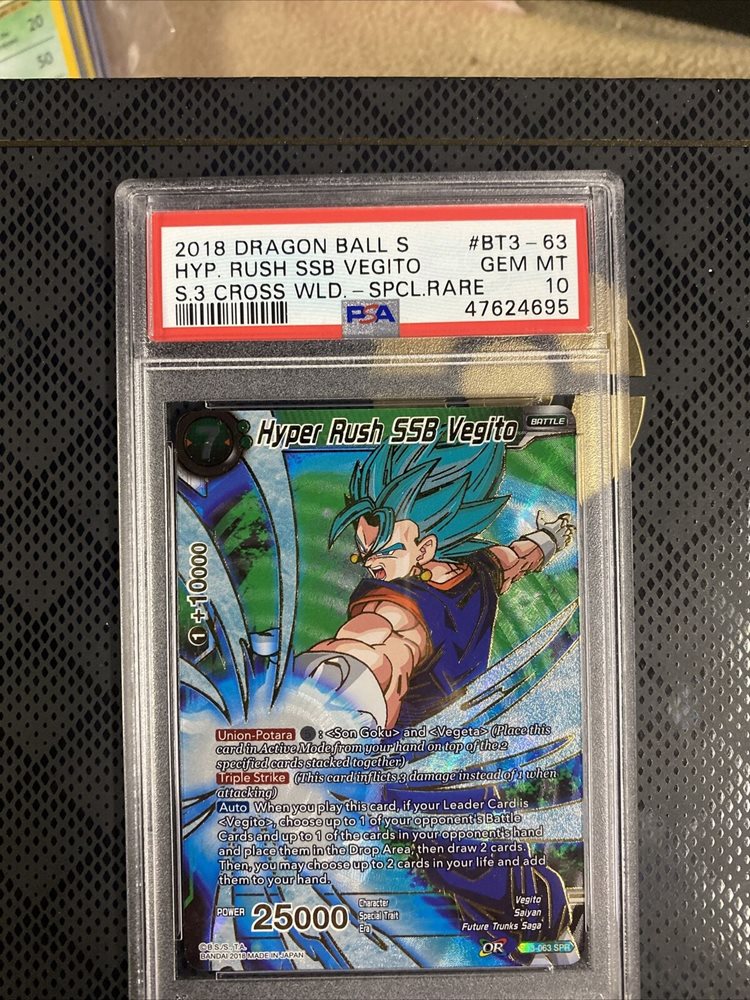 20
50
2018 DRAGON BALL S #BT3-63
HYP. RUSH SSB VEGITO GEM MT
S.3 CROSS WLD.-SPCL.RARE 10
PSA 47624695
7 Hyper Rush SSB Vegito BATTLE
1 +10000
Union-Potara : <Son Goku> and <Vegeta> (Place this
card in Active Mode from your hand on top of the 2
specified cards stacked together)
Triple Strike (This card inflicts 3 damage instead of 1 when
attacking)
Auto When you play this card, if your Leader Card is
<Vegito>, choose up to 1 of your opponent's Battle
Cards and up to 1 of the cards in your opponent's hand
and place them in the Drop Area, then draw 2 cards.
Then, you may choose up to 2 cards in your life and add
them to your hand.
POWER 25000
Character Vegito
Special Trait Saiyan
Era Future Trunks Saga
©B.S./S., T.A.
BANDAI 2018 MADE IN JAPAN
OR -063 SPR